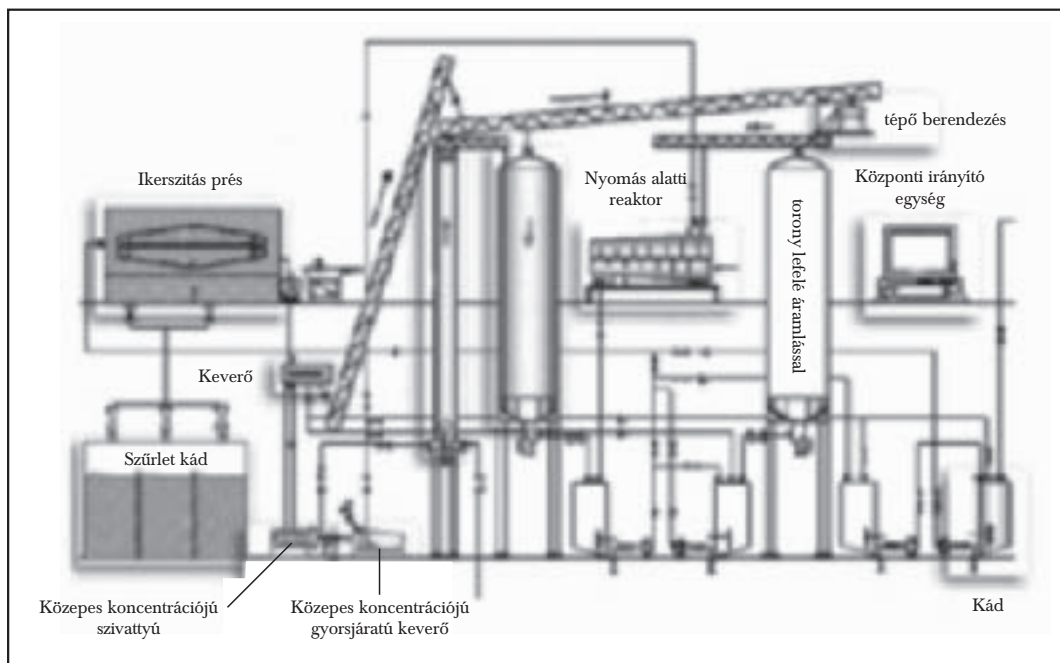 tépő berendezés
Ikerszitás prés
Nyomás alatti
reaktor
Központi irányító
egység
torony lefelé áramlással
Keverő
Szűrlet kád
Közepes koncentrációjú
szivattyú
Közepes koncentrációjú
gyorsjáratú keverő
Kád